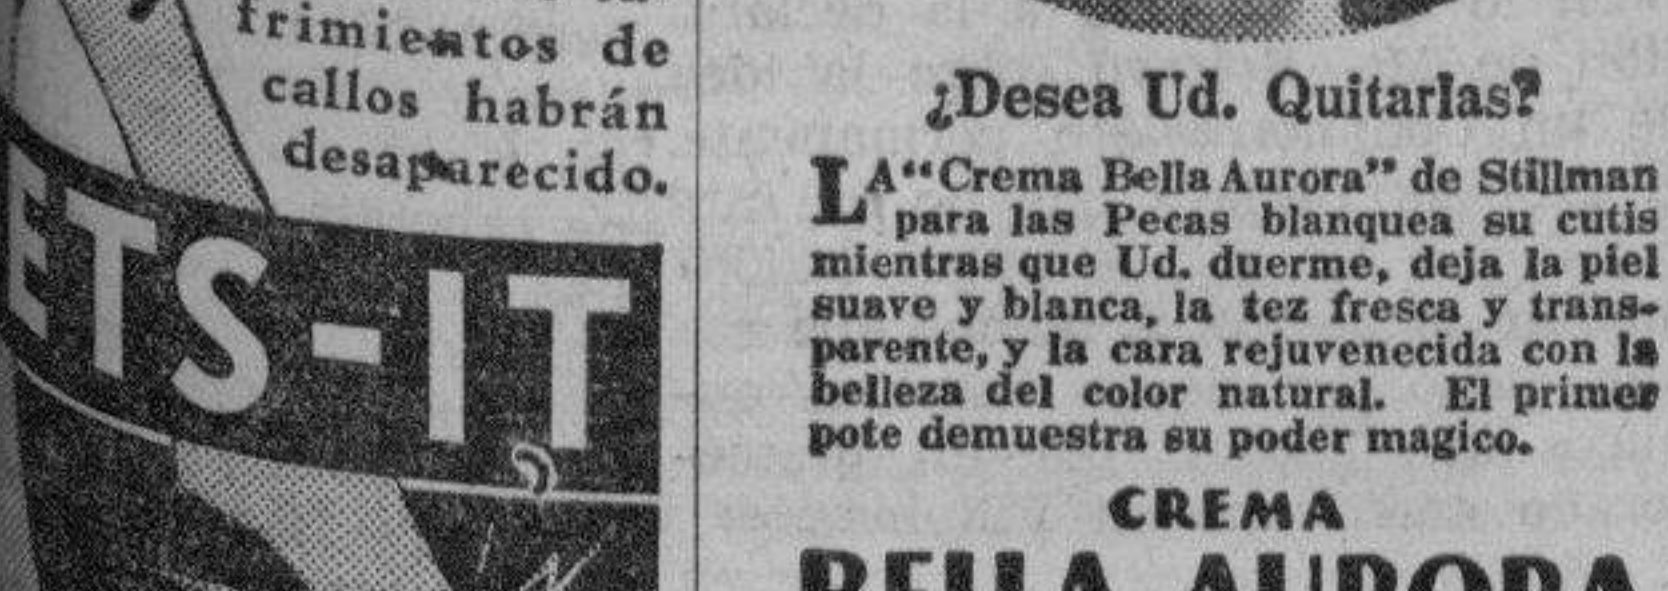 frimientos de
callos habrán
desaparecido.
ETS-IT
¿Desea Ud. Quitarlas?
LA "Crema Bella Aurora" de Stillman
para las Pecas blanquea su cutis
mientras que Ud. duerme, deja la piel
suave y blanca, la tez fresca y trans-
parente, y la cara rejuvenecida con la
belleza del color natural. El primer
pote demuestra su poder magico.
CREMA
BELLA AURORA